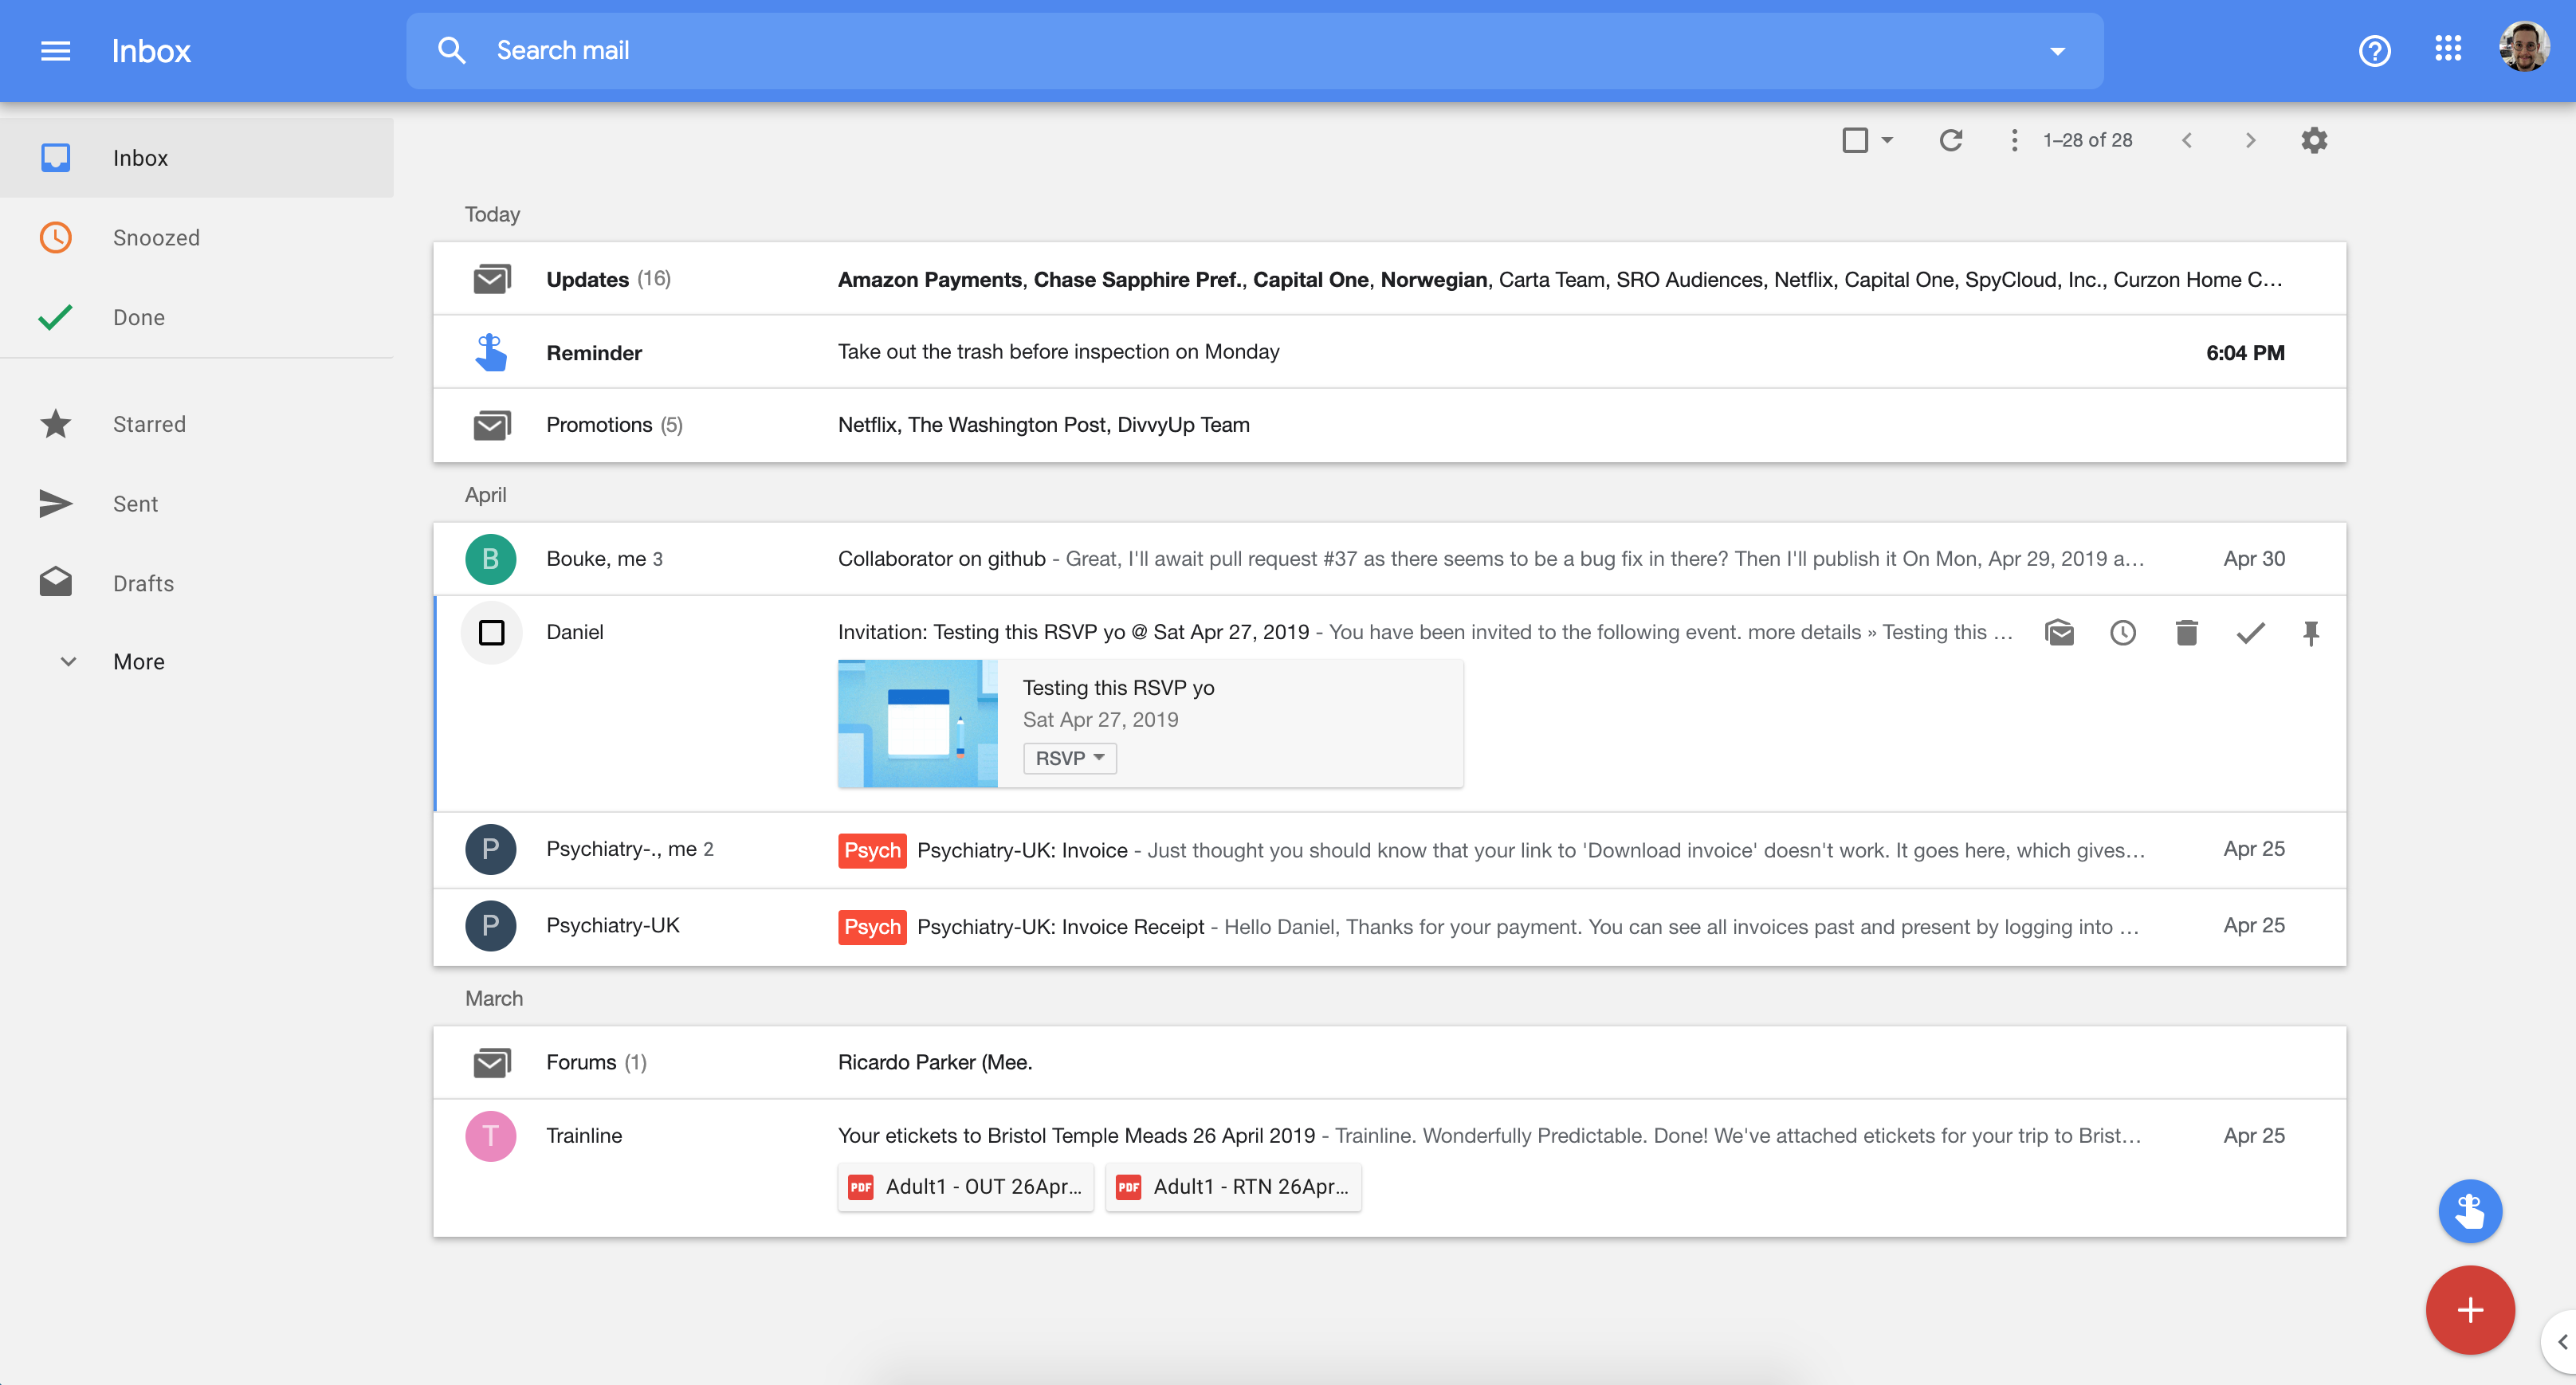 Inbox
Search mail
1–28 of 28
Inbox
Snoozed
Done
Starred
Sent
Drafts
More
Today
Updates (16) Amazon Payments, Chase Sapphire Pref., Capital One, Norwegian, Carta Team, SRO Audiences, Netflix, Capital One, SpyCloud, Inc., Curzon Home C...
Reminder Take out the trash before inspection on Monday 6:04 PM
Promotions (5) Netflix, The Washington Post, DivvyUp Team
April
B Bouke, me 3 Collaborator on github - Great, I'll await pull request #37 as there seems to be a bug fix in there? Then I'll publish it On Mon, Apr 29, 2019 a... Apr 30
Daniel Invitation: Testing this RSVP yo @ Sat Apr 27, 2019 - You have been invited to the following event. more details » Testing this ...
Testing this RSVP yo
Sat Apr 27, 2019
RSVP
P Psychiatry-., me 2 Psych Psychiatry-UK: Invoice - Just thought you should know that your link to 'Download invoice' doesn't work. It goes here, which gives... Apr 25
P Psychiatry-UK Psych Psychiatry-UK: Invoice Receipt - Hello Daniel, Thanks for your payment. You can see all invoices past and present by logging into ... Apr 25
March
Forums (1) Ricardo Parker (Mee.
T Trainline Your etickets to Bristol Temple Meads 26 April 2019 - Trainline. Wonderfully Predictable. Done! We've attached etickets for your trip to Brist... Apr 25
PDF Adult1 - OUT 26Apr... PDF Adult1 - RTN 26Apr...